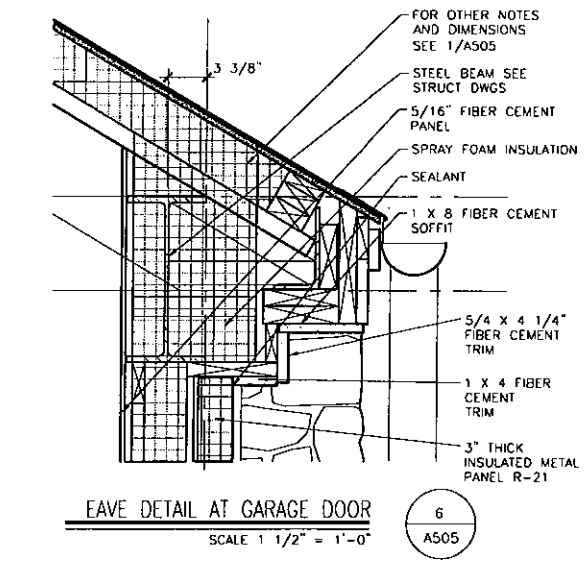 FOR OTHER NOTES
AND DIMENSIONS
SEE 1/A505
3 3/8"
STEEL BEAM SEE
STRUCT DWGS
5/16" FIBER CEMENT
PANEL
SPRAY FOAM INSULATION
SEALANT
1 X 8 FIBER CEMENT
SOFFIT
5/4 X 4 1/4"
FIBER CEMENT
TRIM
1 X 4 FIBER
CEMENT
TRIM
3" THICK
INSULATED METAL
PANEL R-21
EAVE DETAIL AT GARAGE DOOR
SCALE 1 1/2" = 1'-0"
6
A505